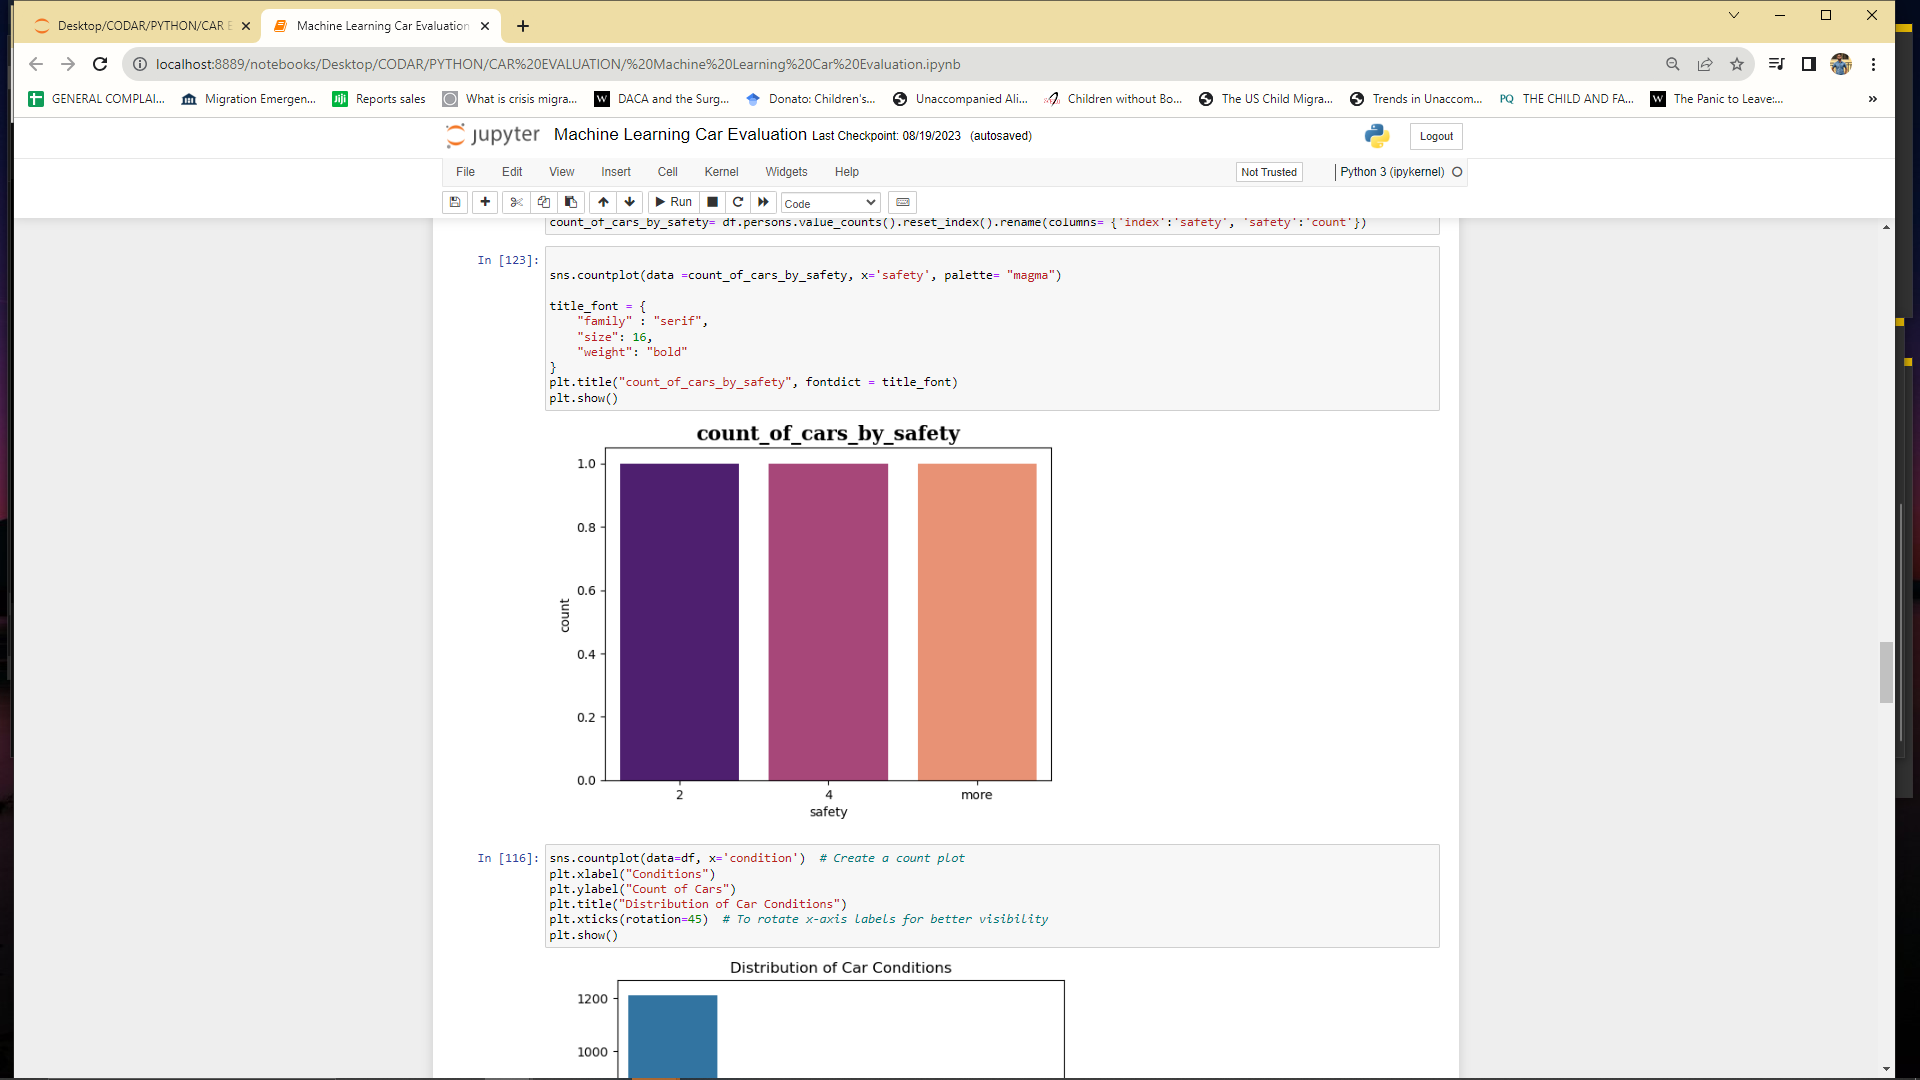 Desktop/CODAR/PYTHON/CAR E
Machine Learning Car Evaluation
localhost:8889/notebooks/Desktop/CODAR/PYTHON/CAR%20EVALUATION/%20Machine%20Learning%20Car%20Evaluation.ipynb
GENERAL COMPLAI... Migration Emergen... Jiji Reports sales What is crisis migra... W DACA and the Surg... Donato: Children's... Unaccompanied Ali... Children without Bo... The US Child Migra... Trends in Unaccom... PQ THE CHILD AND FA... W The Panic to Leave:... »
jupyter Machine Learning Car Evaluation Last Checkpoint: 08/19/2023 (autosaved) Logout
File Edit View Insert Cell Kernel Widgets Help Not Trusted Python 3 (ipykernel)
Run Code
count_of_cars_by_safety= df.persons.value_counts().reset_index().rename(columns= {'index':'safety', 'safety':'count'})
In [123]:
sns.countplot(data =count_of_cars_by_safety, x='safety', palette= "magma")
title_font = {
"family" : "serif",
"size": 16,
"weight": "bold"
}
plt.title("count_of_cars_by_safety", fontdict = title_font)
plt.show()
count_of_cars_by_safety
1.0
0.8
0.6
count
0.4
0.2
0.0
2 4 more
safety
In [116]: sns.countplot(data=df, x='condition') # Create a count plot
plt.xlabel("Conditions")
plt.ylabel("Count of Cars")
plt.title("Distribution of Car Conditions")
plt.xticks(rotation=45) # To rotate x-axis labels for better visibility
plt.show()
Distribution of Car Conditions
1200
1000